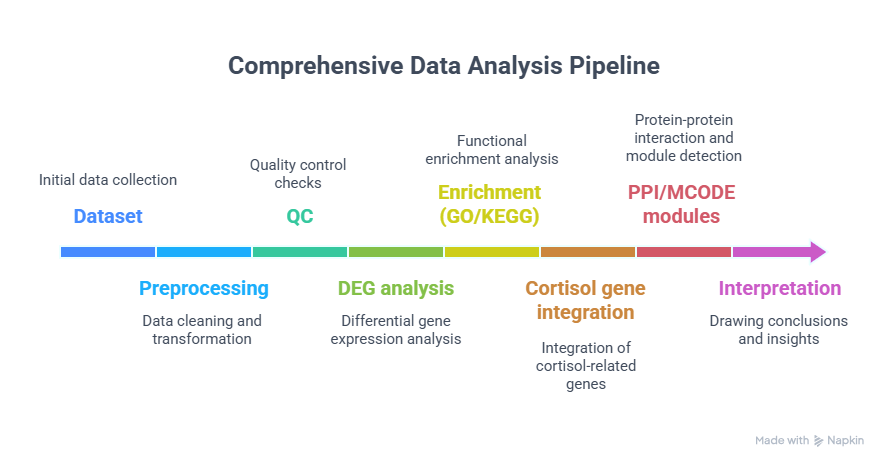 Comprehensive Data Analysis Pipeline
Initial data collection
Dataset
Preprocessing
Data cleaning and
transformation
Quality control
checks
QC
DEG analysis
Differential gene
expression analysis
Functional
enrichment analysis
Enrichment
(GO/KEGG)
Cortisol gene
integration
Integration of
cortisol-related
genes
Protein-protein
interaction and
module detection
PPI/MCODE
modules
Interpretation
Drawing conclusions
and insights
Made with Napkin